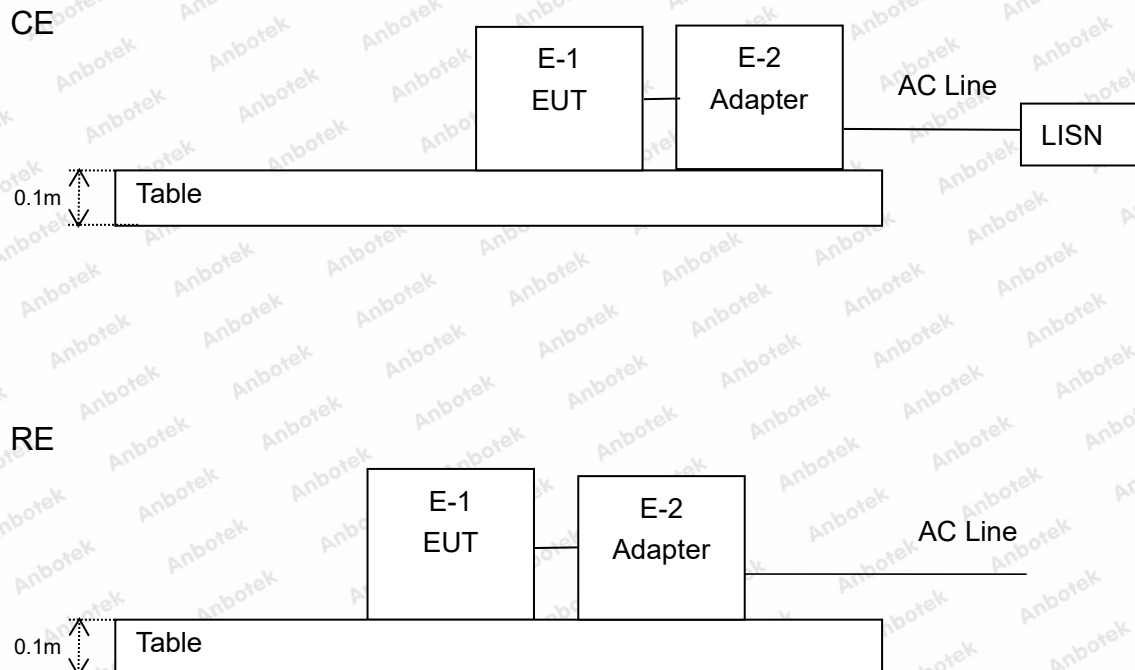 CE
E-1
EUT
E-2
Adapter
AC Line
LISN
0.1m
Table
RE
E-1
EUT
E-2
Adapter
AC Line
0.1m
Table
Anbotek